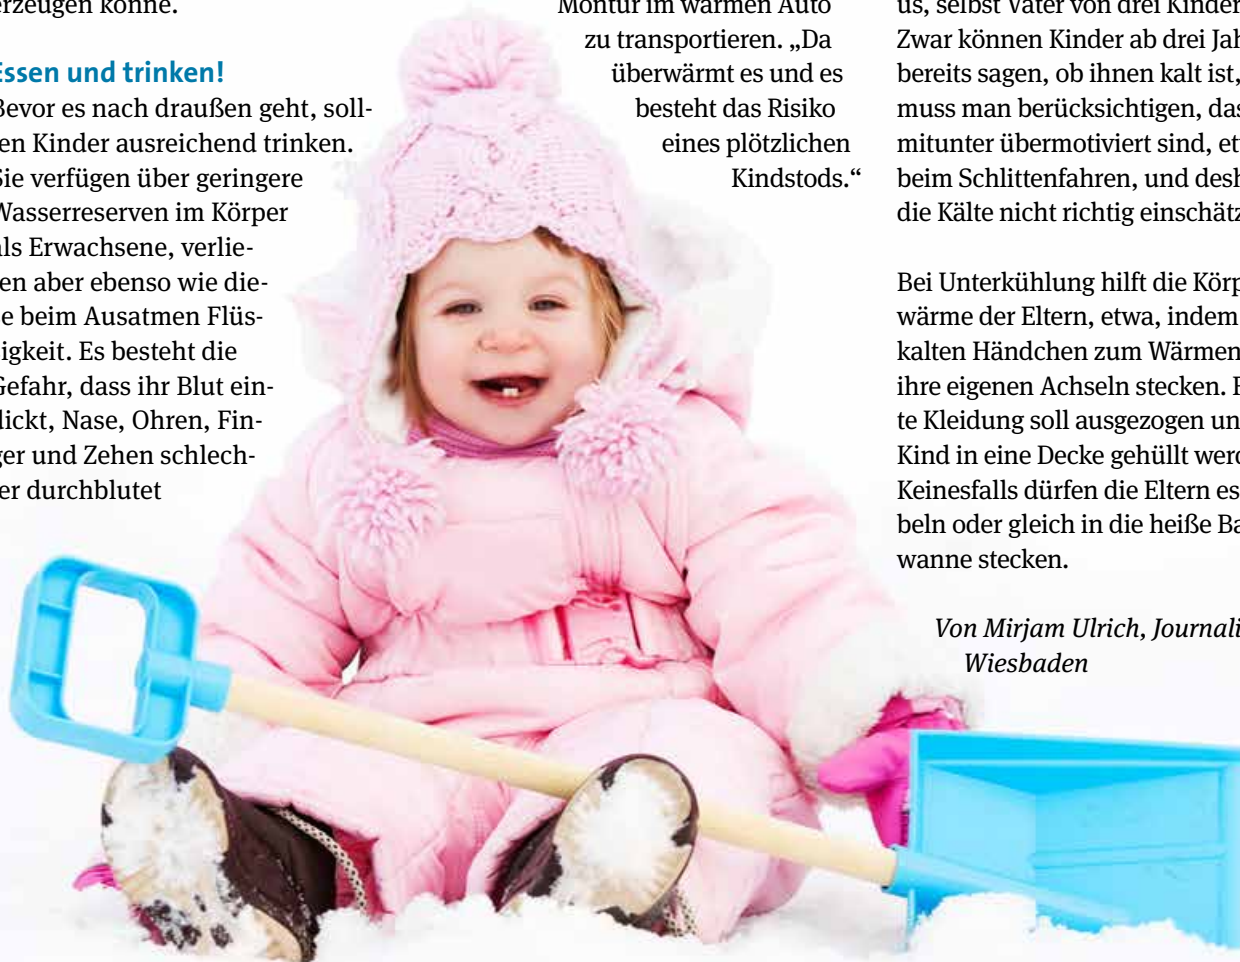 erzeugen könne.
Essen und trinken!
Bevor es nach draußen geht, soll-
ten Kinder ausreichend trinken.
Sie verfügen über geringere
Wasserreserven im Körper
als Erwachsene, verlie-
ren aber ebenso wie die-
e beim Ausatmen Flüs-
igkeit. Es besteht die
Gefahr, dass ihr Blut ein-
dickt, Nase, Ohren, Fin-
ger und Zehen schlech-
er durchblutet
Montur im warmen Auto
zu transportieren. „Da
überwärmt es und es
besteht das Risiko
eines plötzlichen
Kindstods.“
us, selbst Vater von drei Kinder
Zwar können Kinder ab drei Jah
bereits sagen, ob ihnen kalt ist,
muss man berücksichtigen, das
mitunter übermotiviert sind, et
beim Schlittenfahren, und desh
die Kälte nicht richtig einschätz
Bei Unterkühlung hilft die Körp
wärme der Eltern, etwa, indem
kalten Händchen zum Wärmen
ihre eigenen Achseln stecken.
te Kleidung soll ausgezogen un
Kind in eine Decke gehüllt werd
Keinesfalls dürfen die Eltern es
beln oder gleich in die heiße Ba
wanne stecken.
Von Mirjam Ulrich, Journali
Wiesbaden